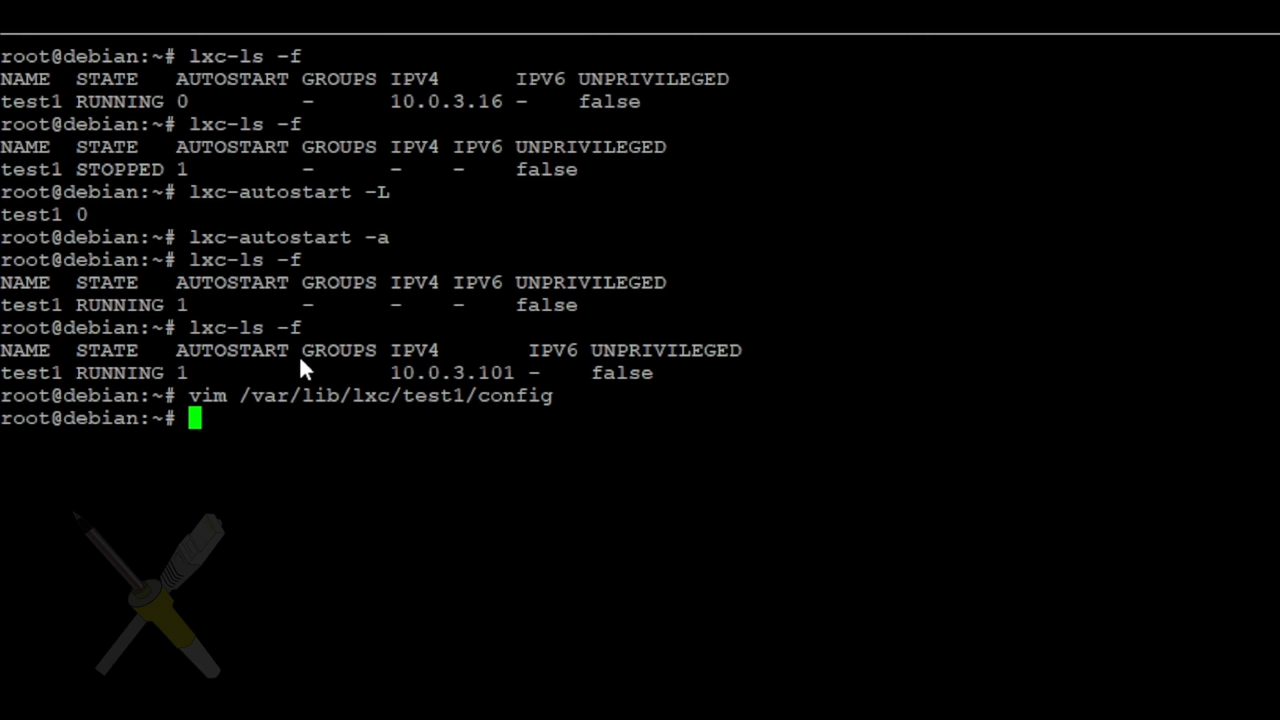 root@debian:~# lxc-ls -f
NAME  STATE   AUTOSTART GROUPS IPV4      IPV6 UNPRIVILEGED
test1 RUNNING 0         -      10.0.3.16 -    false
root@debian:~# lxc-ls -f
NAME  STATE   AUTOSTART GROUPS IPV4 IPV6 UNPRIVILEGED
test1 STOPPED 1         -      -    -    false
root@debian:~# lxc-autostart -L
test1 0
root@debian:~# lxc-autostart -a
root@debian:~# lxc-ls -f
NAME  STATE   AUTOSTART GROUPS IPV4 IPV6 UNPRIVILEGED
test1 RUNNING 1         -      -    -    false
root@debian:~# lxc-ls -f
NAME  STATE   AUTOSTART GROUPS IPV4       IPV6 UNPRIVILEGED
test1 RUNNING 1                10.0.3.101 -    false
root@debian:~# vim /var/lib/lxc/test1/config
root@debian:~#